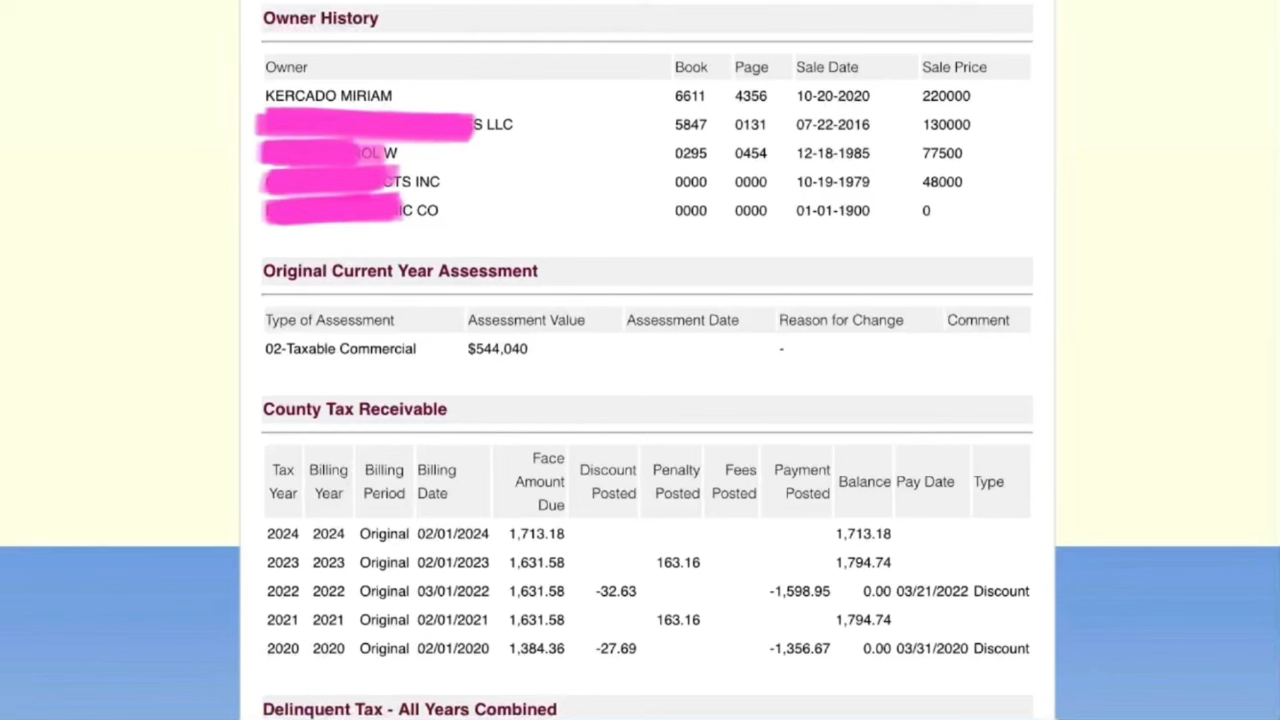 Owner History
Owner Book Page Sale Date Sale Price
KERCADO MIRIAM 6611 4356 10-20-2020 220000
S LLC 5847 0131 07-22-2016 130000
OL W 0295 0454 12-18-1985 77500
CTS INC 0000 0000 10-19-1979 48000
IC CO 0000 0000 01-01-1900 0
Original Current Year Assessment
Type of Assessment Assessment Value Assessment Date Reason for Change Comment
02-Taxable Commercial $544,040 -
County Tax Receivable
Tax Year Billing Year Billing Period Billing Date Face Amount Due Discount Posted Penalty Posted Fees Posted Payment Posted Balance Pay Date Type
2024 2024 Original 02/01/2024 1,713.18 1,713.18
2023 2023 Original 02/01/2023 1,631.58 163.16 1,794.74
2022 2022 Original 03/01/2022 1,631.58 -32.63 -1,598.95 0.00 03/21/2022 Discount
2021 2021 Original 02/01/2021 1,631.58 163.16 1,794.74
2020 2020 Original 02/01/2020 1,384.36 -27.69 -1,356.67 0.00 03/31/2020 Discount
Delinquent Tax - All Years Combined